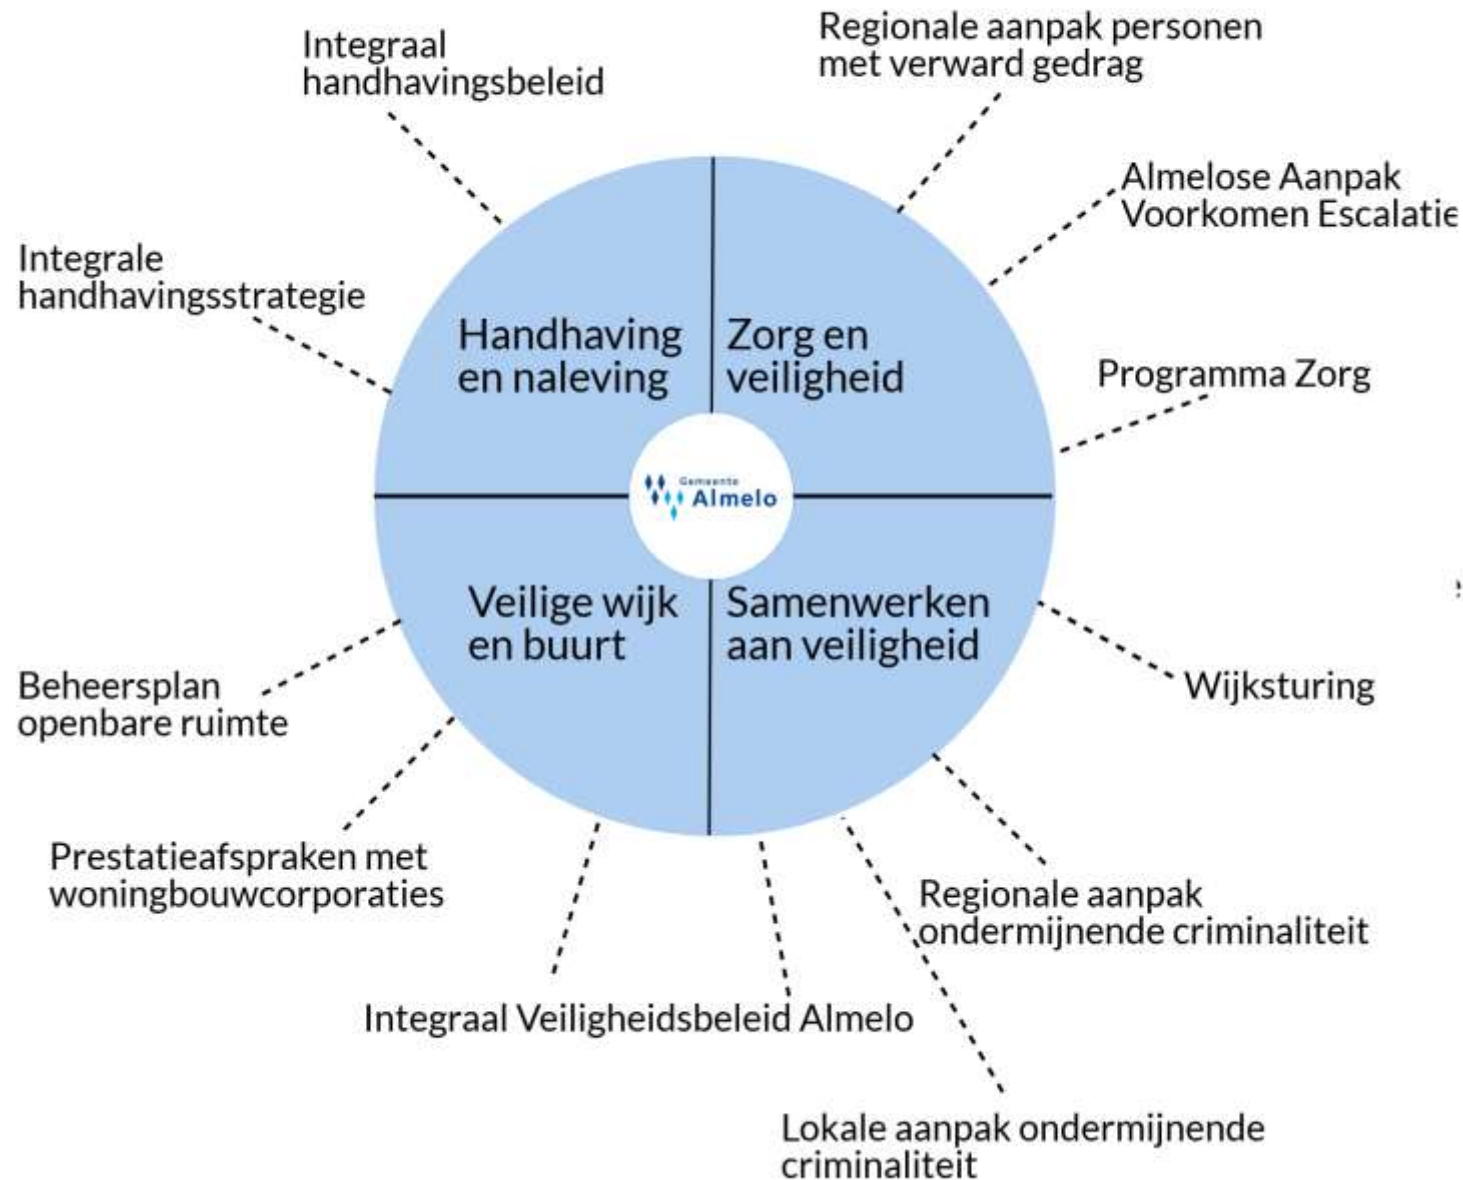 Integraal
handhavingsbeleid
Regionale aanpak personen
met verward gedrag
Almelose Aanpak
Voorkomen Escalatie
Integrale
handhavingsstrategie
Handhaving
en naleving
Zorg en
veiligheid
Programma Zorg
Gemeente
Almelo
Veilige wijk
en buurt
Samenwerken
aan veiligheid
Beheersplan
openbare ruimte
Wijksturing
Prestatieafspraken met
woningbouwcorporaties
Regionale aanpak
ondermijnende criminaliteit
Integraal Veiligheidsbeleid Almelo
Lokale aanpak ondermijnende
criminaliteit